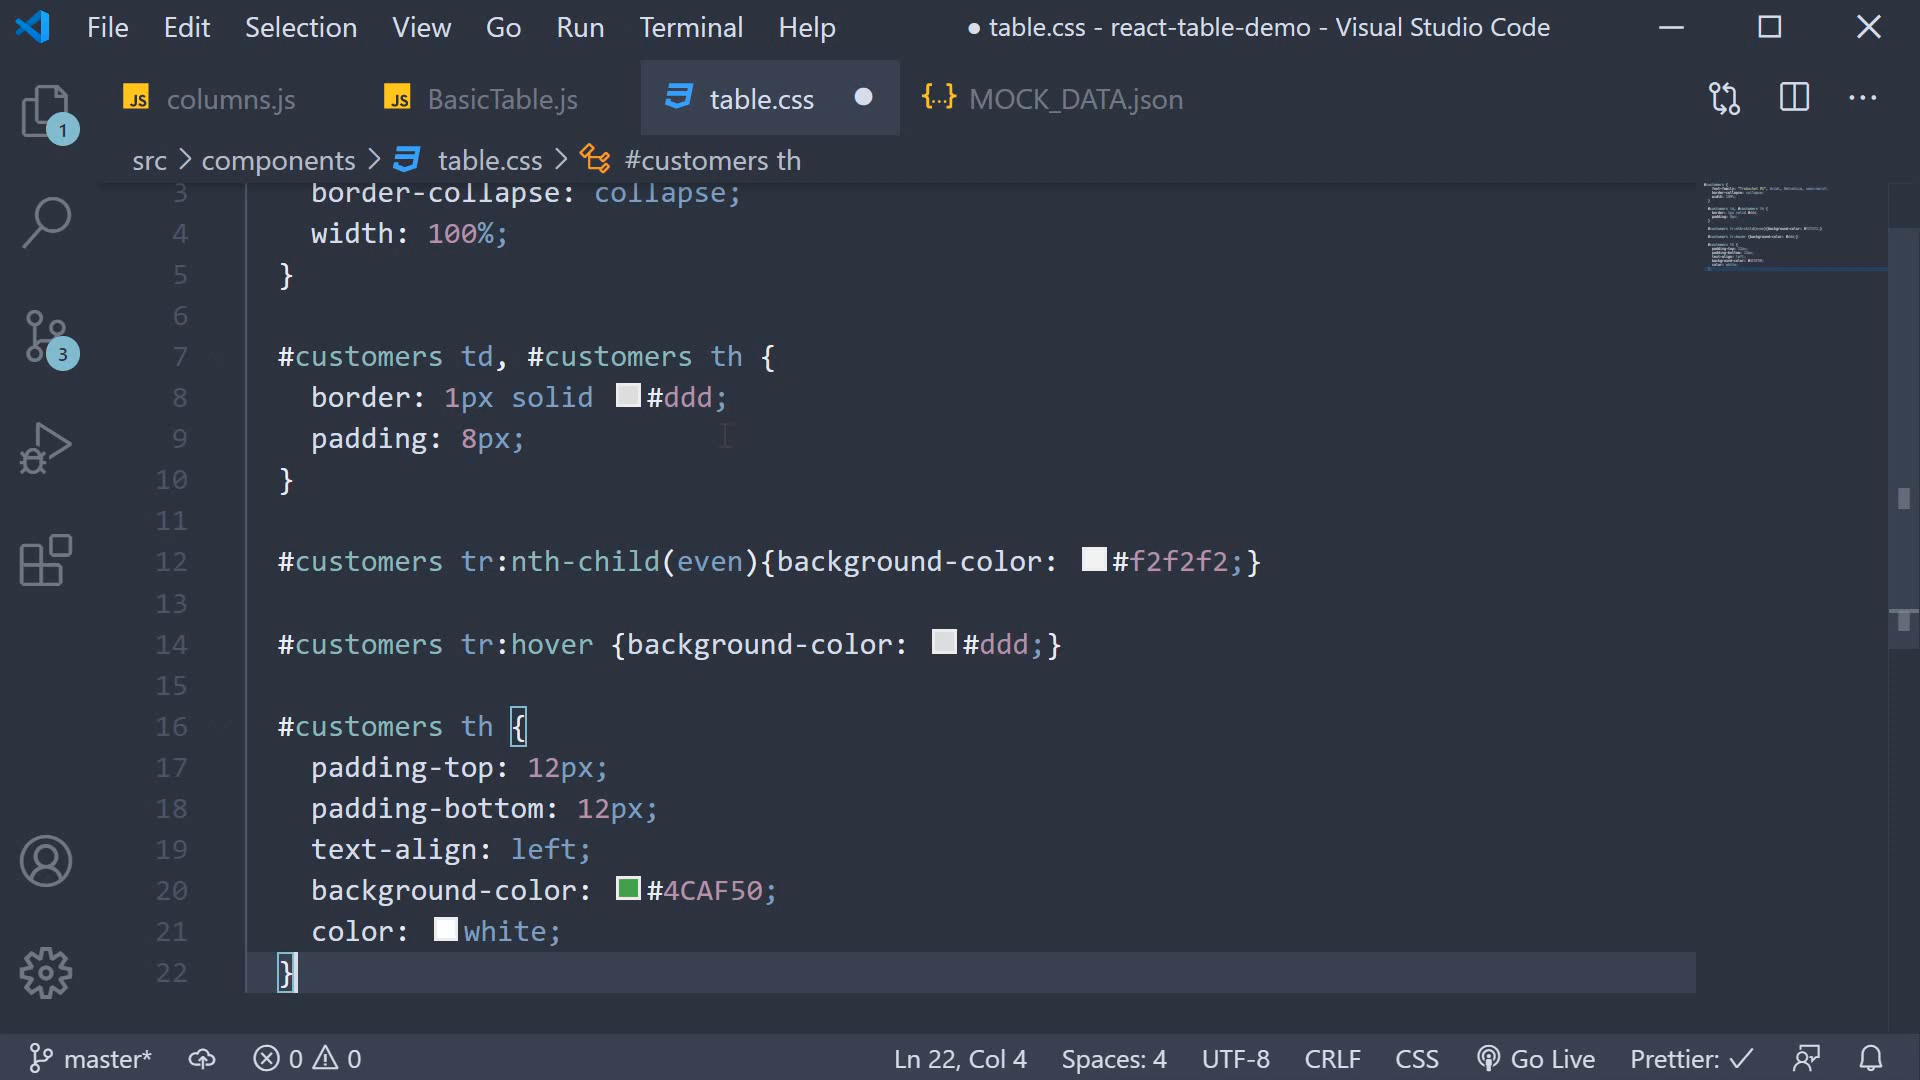 File Edit Selection View Go Run Terminal Help ● table.css - react-table-demo - Visual Studio Code
JS columns.js JS BasicTable.js table.css ● {..} MOCK_DATA.json ...
1
src > components > table.css > #customers th
3 border-collapse: collapse;
4 width: 100%;
5 }
6
7 #customers td, #customers th {
8 border: 1px solid #ddd;
9 padding: 8px;
10 }
11
12 #customers tr:nth-child(even){background-color: #f2f2f2;}
13
14 #customers tr:hover {background-color: #ddd;}
15
16 #customers th {
17 padding-top: 12px;
18 padding-bottom: 12px;
19 text-align: left;
20 background-color: #4CAF50;
21 color: white;
22 }
3
master* 0 0 Ln 22, Col 4 Spaces: 4 UTF-8 CRLF CSS Go Live Prettier: ✓